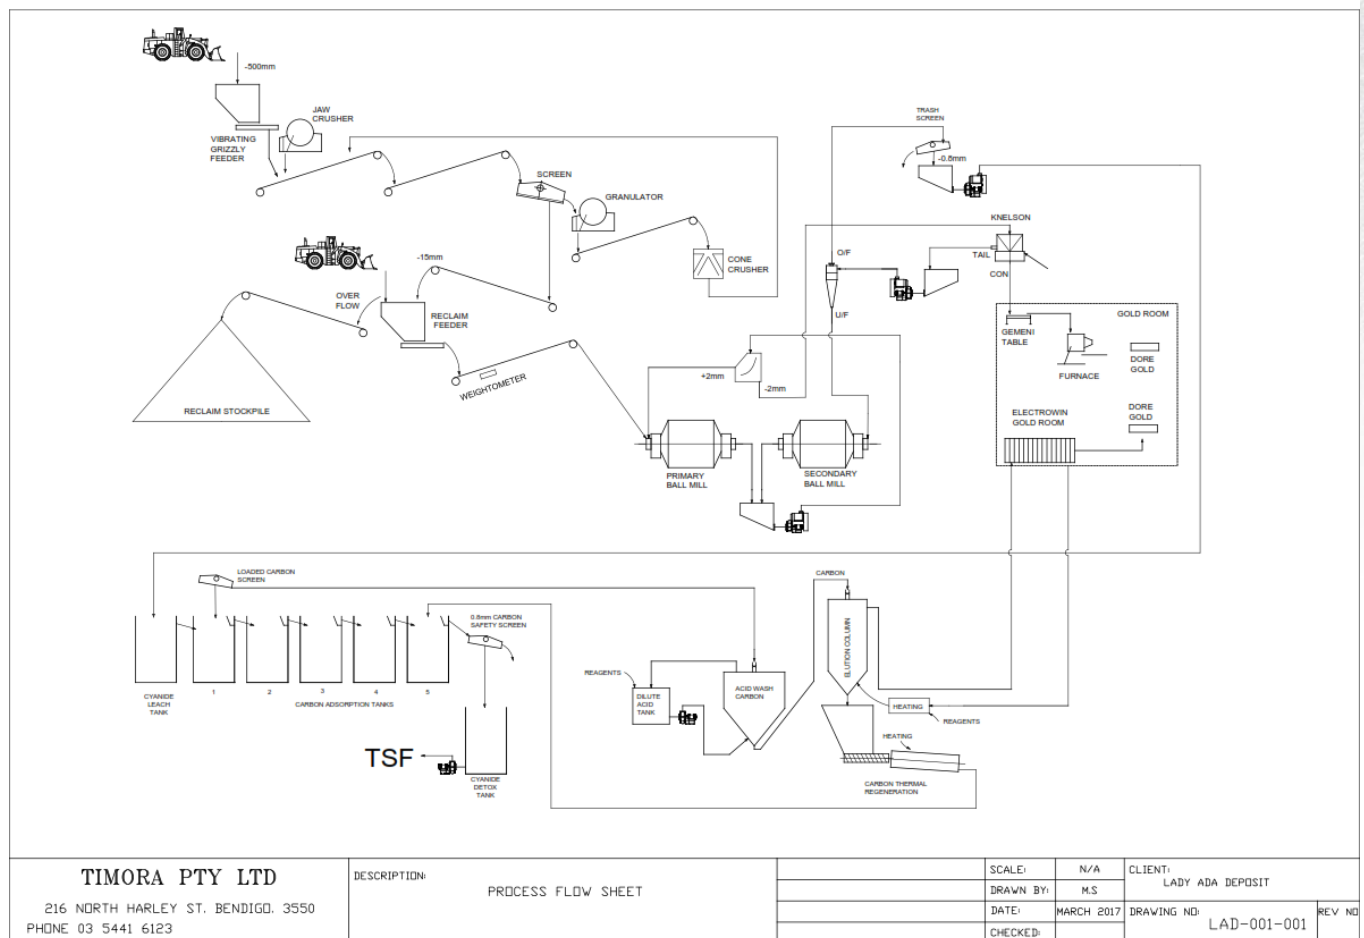 -500mm
JAW
CRUSHER
VIBRATING
GRIZZLY
FEEDER
TRASH
SCREEN
-0.8mm
SCREEN
GRANULATOR
KNELSON
TAIL
CON
O/F
U/F
CONE
CRUSHER
-15mm
OVER
FLOW
RECLAIM
FEEDER
WEIGHTOMETER
RECLAIM STOCKPILE
+2mm
-2mm
GOLD ROOM
GEMENI
TABLE
FURNACE
DORE
GOLD
ELECTROWIN
GOLD ROOM
DORE
GOLD
PRIMARY
BALL MILL
SECONDARY
BALL MILL
LOADED CARBON
SCREEN
0.8mm CARBON
SAFETY SCREEN
CYANIDE
LEACH
TANK
1
2
3
4
5
CARBON ADSORPTION TANKS
TSF
CYANIDE
DETOX
TANK
REAGENTS
DILUTE
ACID
TANK
ACID WASH
CARBON
CARBON
ELUTION COLUMN
HEATING
REAGENTS
HEATING
CARBON THERMAL
REGENERATION
TIMORA PTY LTD
216 NORTH HARLEY ST. BENDIGO. 3550
PHONE 03 5441 6123
DESCRIPTION:
PROCESS FLOW SHEET
SCALE: N/A
DRAWN BY: M.S
DATE: MARCH 2017
CHECKED:
CLIENT:
LADY ADA DEPOSIT
DRAWING NO:
LAD-001-001
REV NO